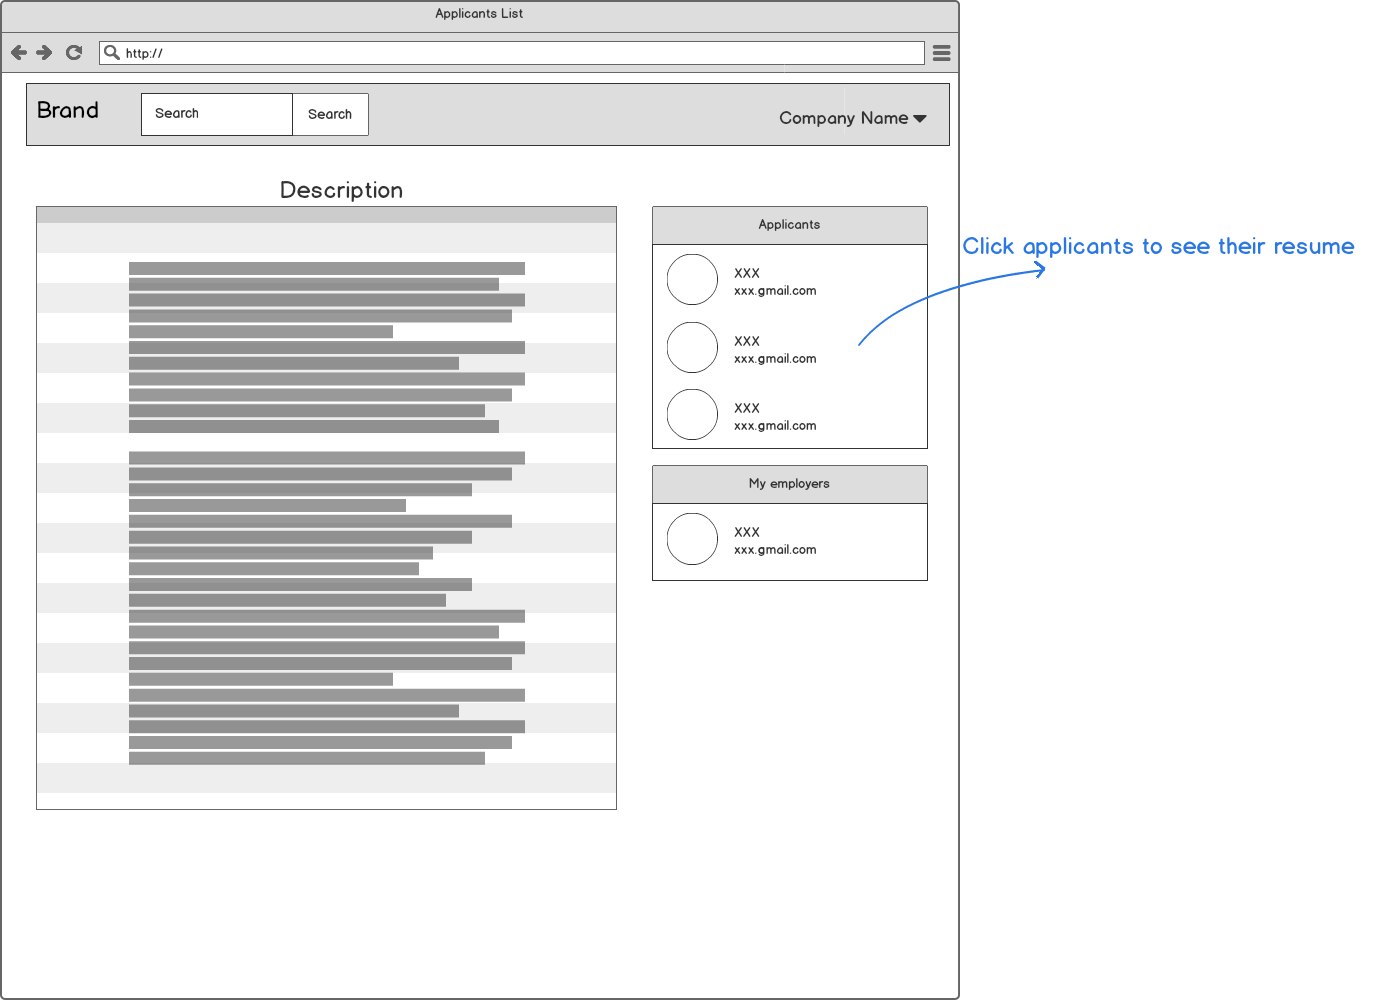 Applicants List
http://
Brand
Search
Search
Company Name
Description
Applicants
Click applicants to see their resume
XXX
xxx.gmail.com
XXX
xxx.gmail.com
XXX
xxx.gmail.com
My employers
XXX
xxx.gmail.com